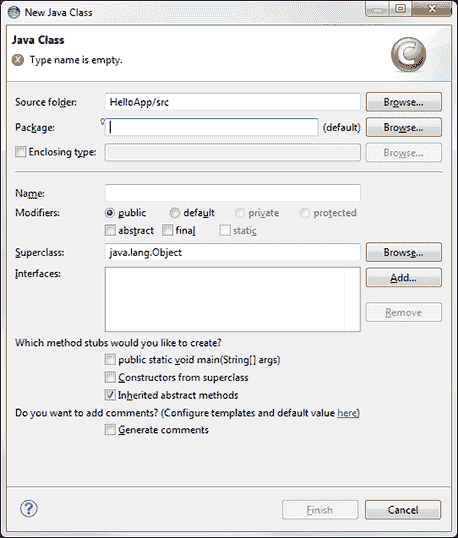 New Java Class
Java Class
Type name is empty.
Source folder: HelloApp/src Browse...
Package: (default) Browse...
Enclosing type: Browse...
Name:
Modifiers: public default private protected
abstract final static
Superclass: java.lang.Object Browse...
Interfaces: Add...
Remove
Which method stubs would you like to create?
public static void main(String[] args)
Constructors from superclass
Inherited abstract methods
Do you want to add comments? (Configure templates and default value here)
Generate comments
? Finish Cancel